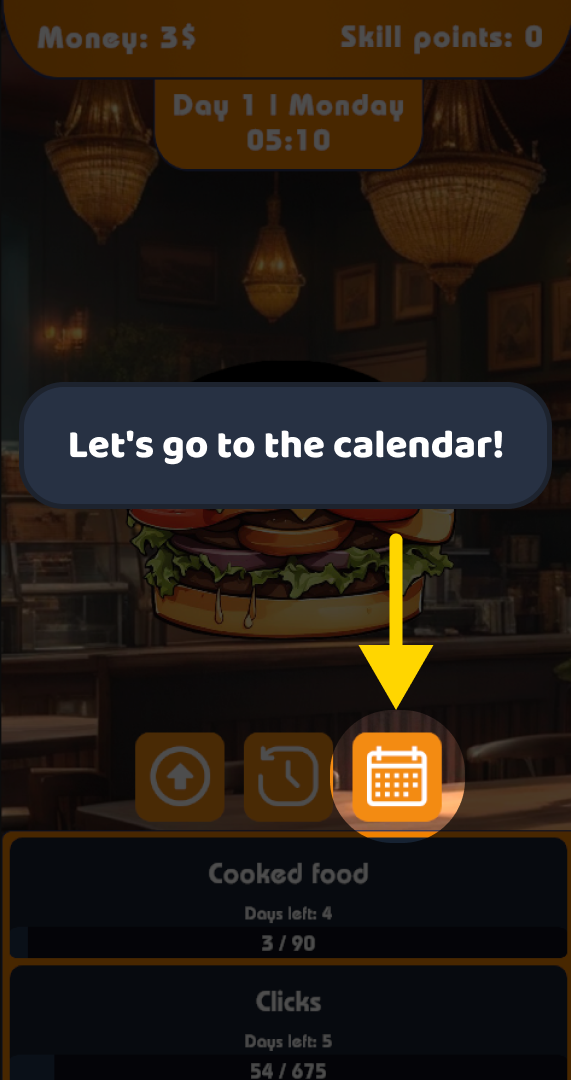 Money: 3$
Skill points: 0
Day 1 | Monday
05:10
Let's go to the calendar!
Cooked food
Days left: 4
3 / 90
Clicks
Days left: 5
54 / 675